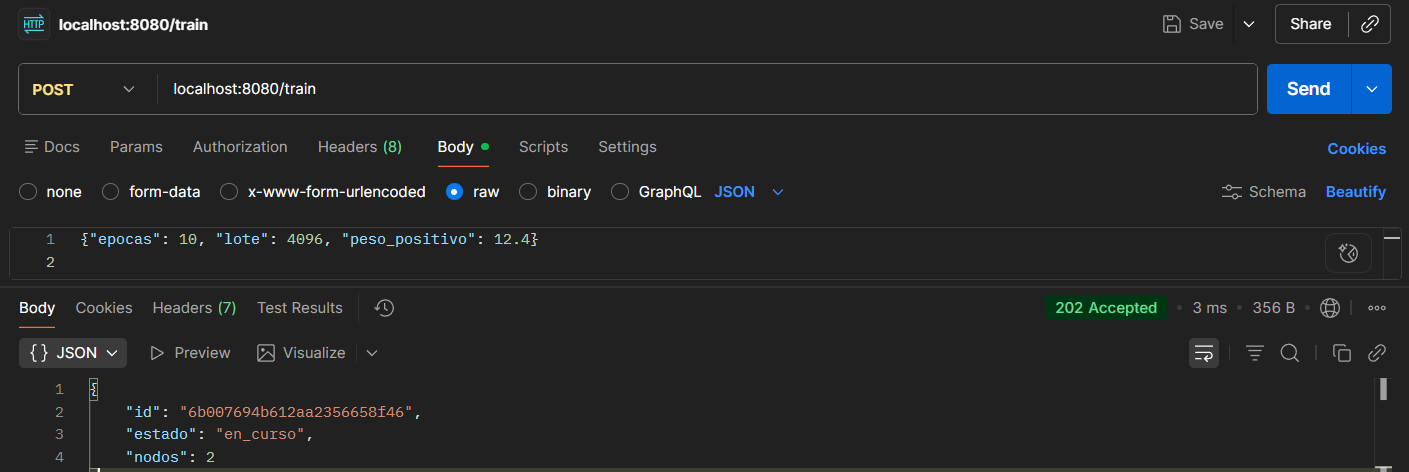 HTTP localhost:8080/train Save Share
POST localhost:8080/train Send
Docs Params Authorization Headers (8) Body Scripts Settings Cookies
none form-data x-www-form-urlencoded raw binary GraphQL JSON Schema Beautify
1 {"epocas": 10, "lote": 4096, "peso_positivo": 12.4}
2
Body Cookies Headers (7) Test Results 202 Accepted • 3 ms • 356 B
{} JSON Preview Visualize
1 {
2 "id": "6b007694b612aa2356658f46",
3 "estado": "en_curso",
4 "nodos": 2